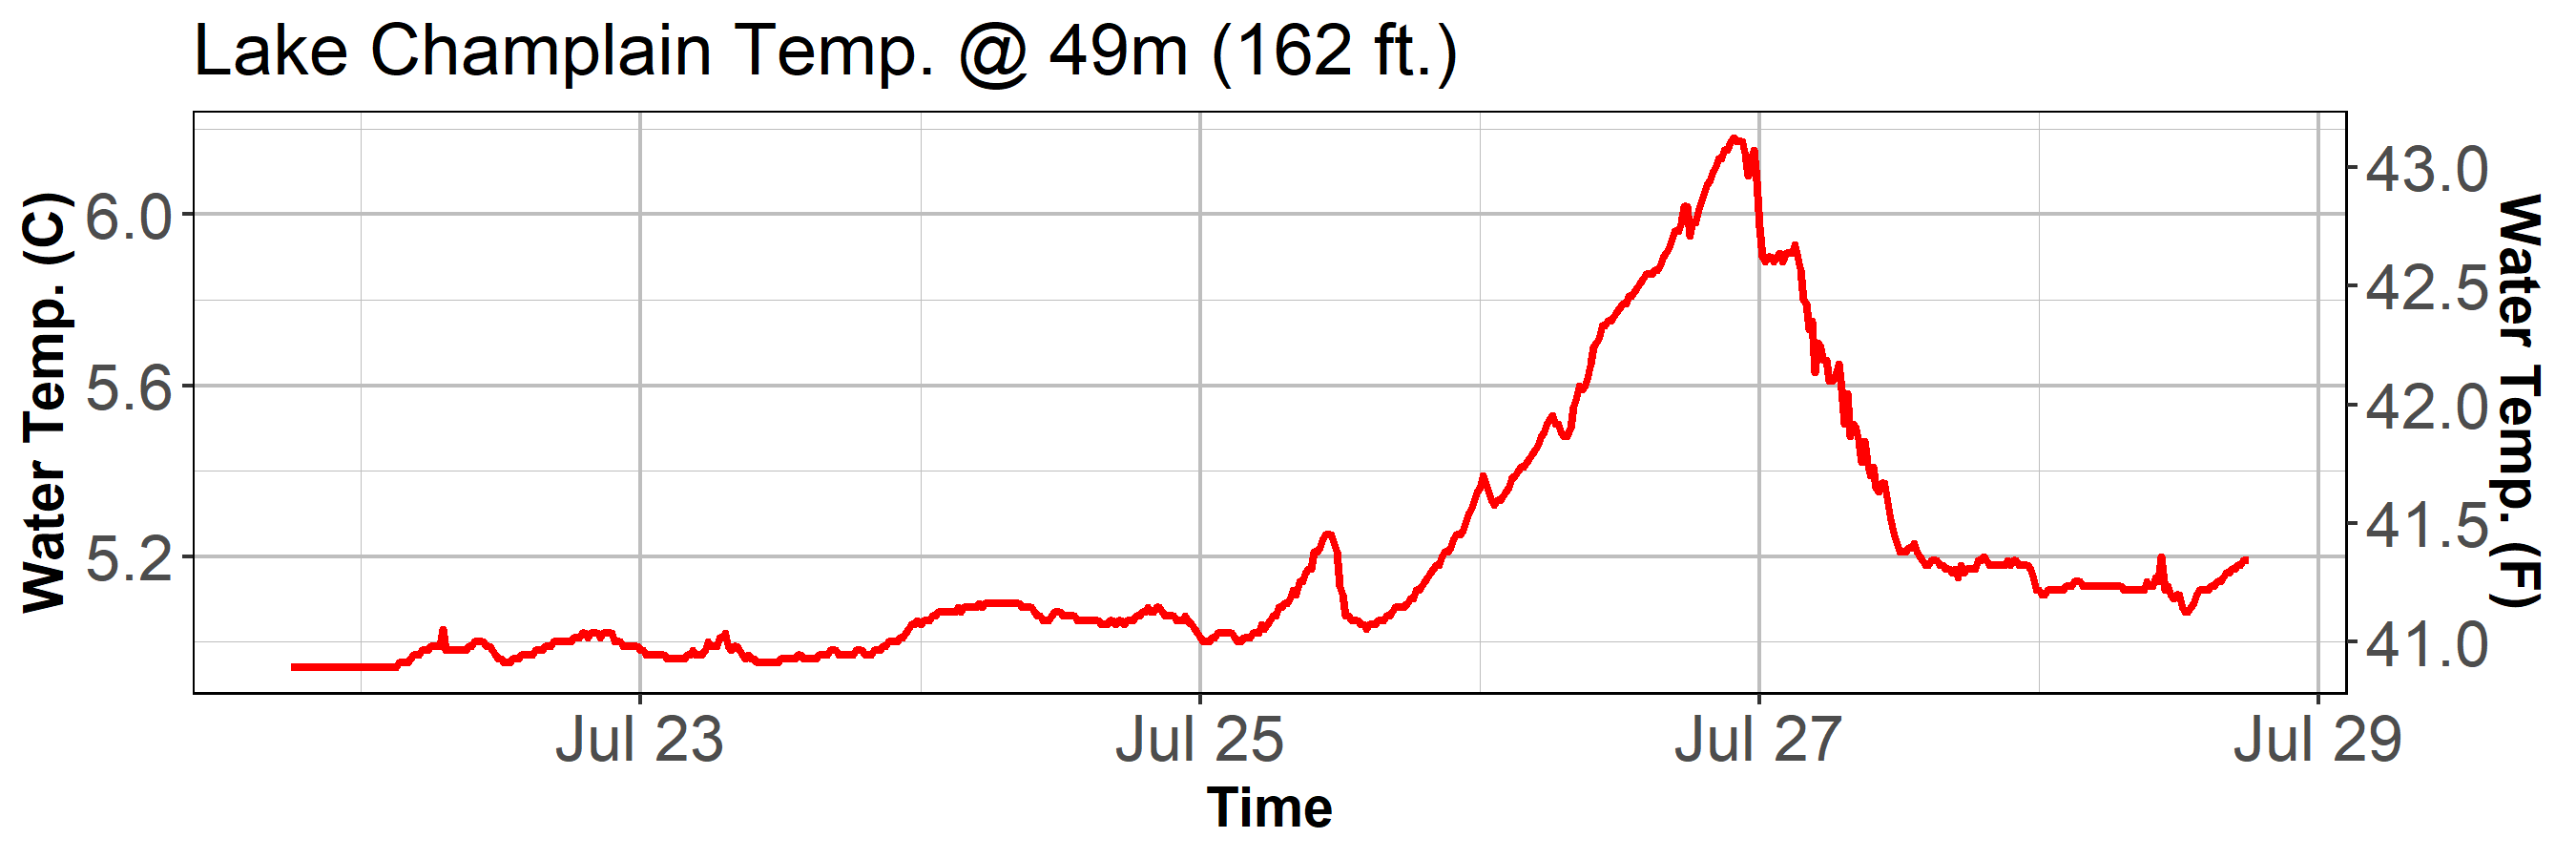 Lake Champlain Temp. @ 49m (162 ft.)
Water Temp. (C)
6.0
5.6
5.2
43.0
42.5
42.0
41.5
41.0
Water Temp. (F)
Jul 23
Jul 25
Jul 27
Jul 29
Time